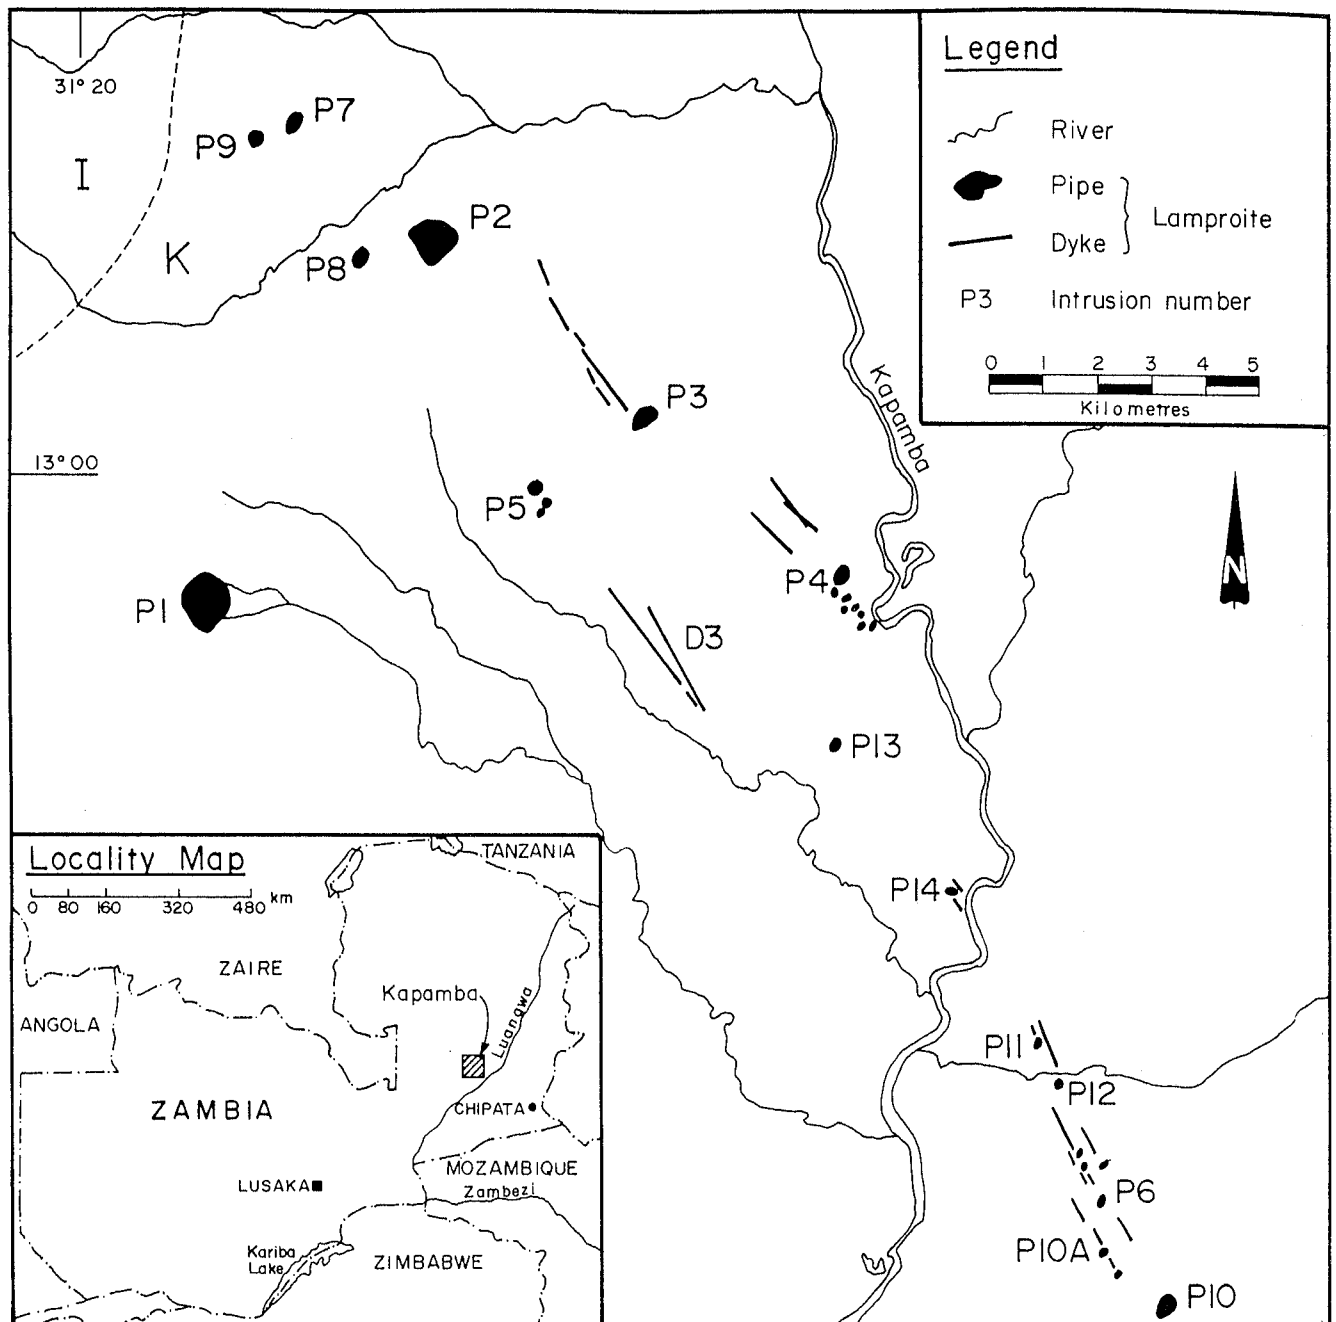 Legend
River
Pipe
Lamproite
Dyke
P3 Intrusion number
0 1 2 3 4 5
Kilometres
31° 20
P7
P9
I
P2
K
P8
Kapamba
P3
13° 00
P5
N
P4
P1
D3
P13
P14
P11
P12
P6
P10A
P10
Locality Map
0 80 160 320 480 km
TANZANIA
ZAIRE
Kapamba
Luangwa
ANGOLA
ZAMBIA
CHIPATA
MOZAMBIQUE
Zambezi
LUSAKA
Kariba
Lake
ZIMBABWE